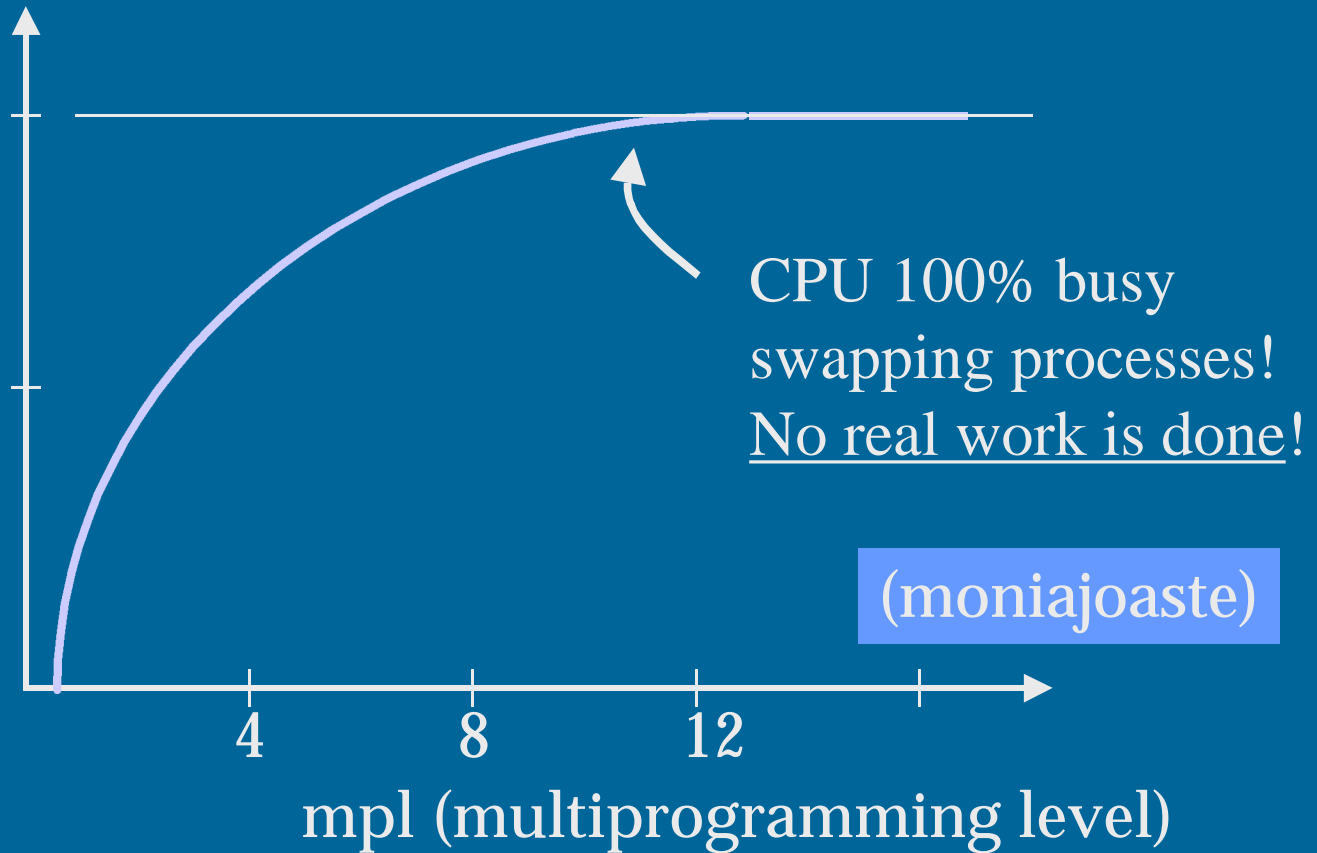 CPU 100% busy
swapping processes!
No real work is done!
(moniajoaste)
4 8 12
mpl (multiprogramming level)